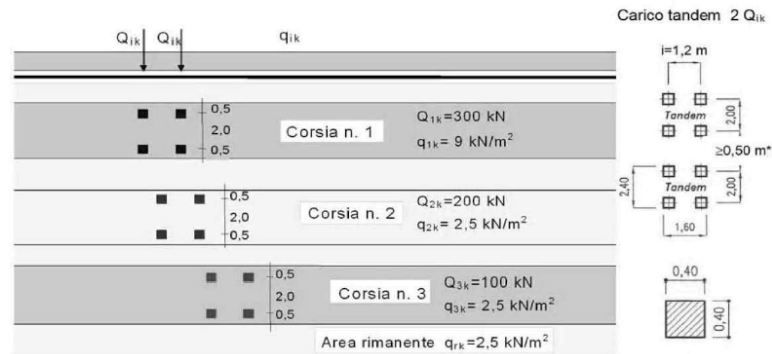 Carico tandem 2 Qik
Qik Qik qik
i=1,2 m
0,5
2,0
0,5
Corsia n. 1
Q1k=300 kN
q1k= 9 kN/m²
Tandem
2,00
≥0,50 m*
0,5
2,0
0,5
Corsia n. 2
Q2k=200 kN
q2k= 2,5 kN/m²
2,40
Tandem
2,00
1,60
0,5
2,0
0,5
Corsia n. 3
Q3k=100 kN
q3k= 2,5 kN/m²
0,40
0,40
Area rimanente qrk=2,5 kN/m²